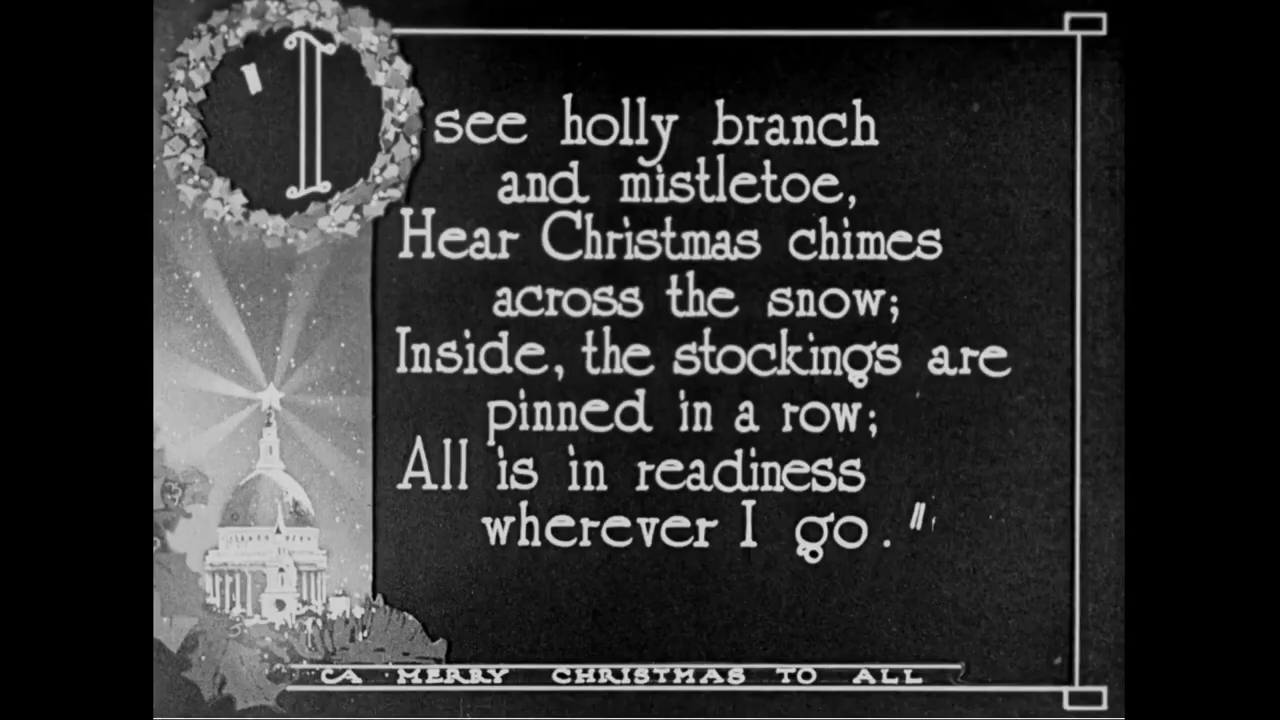 "I see holly branch
and mistletoe,
Hear Christmas chimes
across the snow;
Inside, the stockings are
pinned in a row;
All is in readiness
wherever I go."
A MERRY CHRISTMAS TO ALL